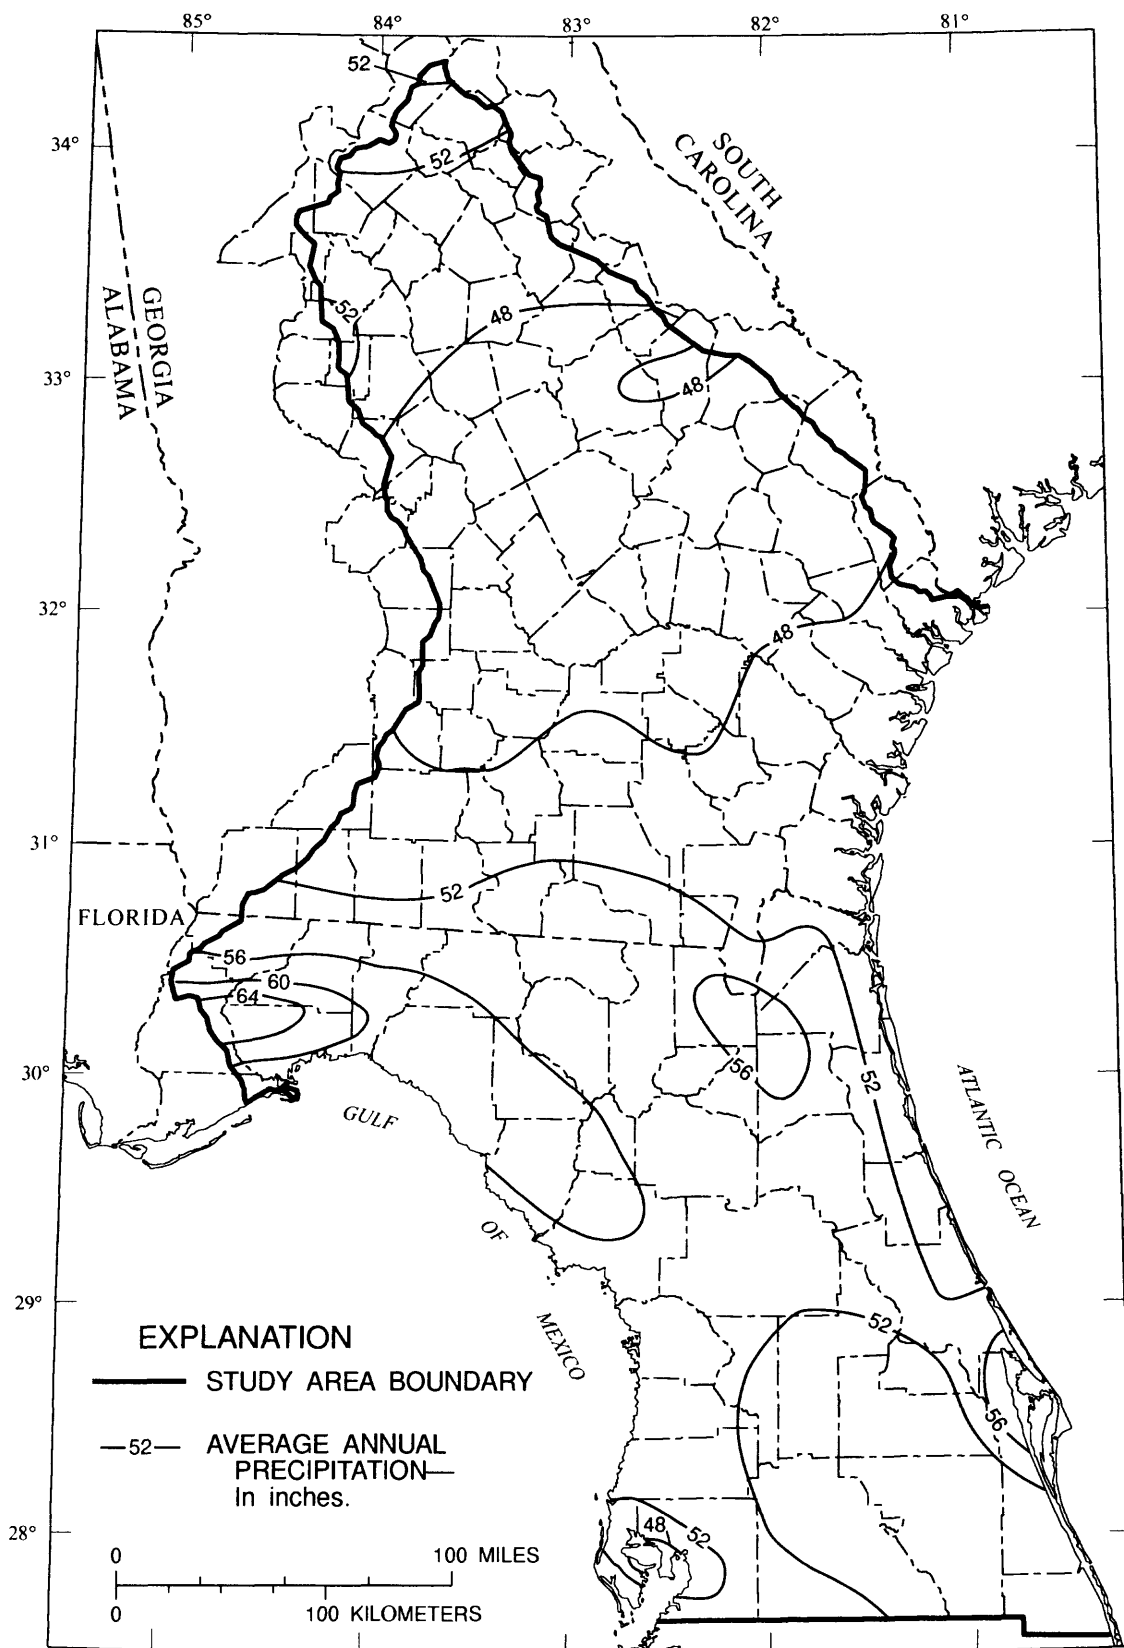 85° 84° 83° 82° 81°
52
34°
52
SOUTH
CAROLINA
GEORGIA
ALABAMA
52
48
33°
48
32°
48
31°
52
FLORIDA
56
60
64
30°
56
52
GULF
ATLANTIC OCEAN
OF
MEXICO
29°
52
EXPLANATION
STUDY AREA BOUNDARY
56
—52— AVERAGE ANNUAL
PRECIPITATION—
In inches.
28°
48
52
0 100 MILES
0 100 KILOMETERS